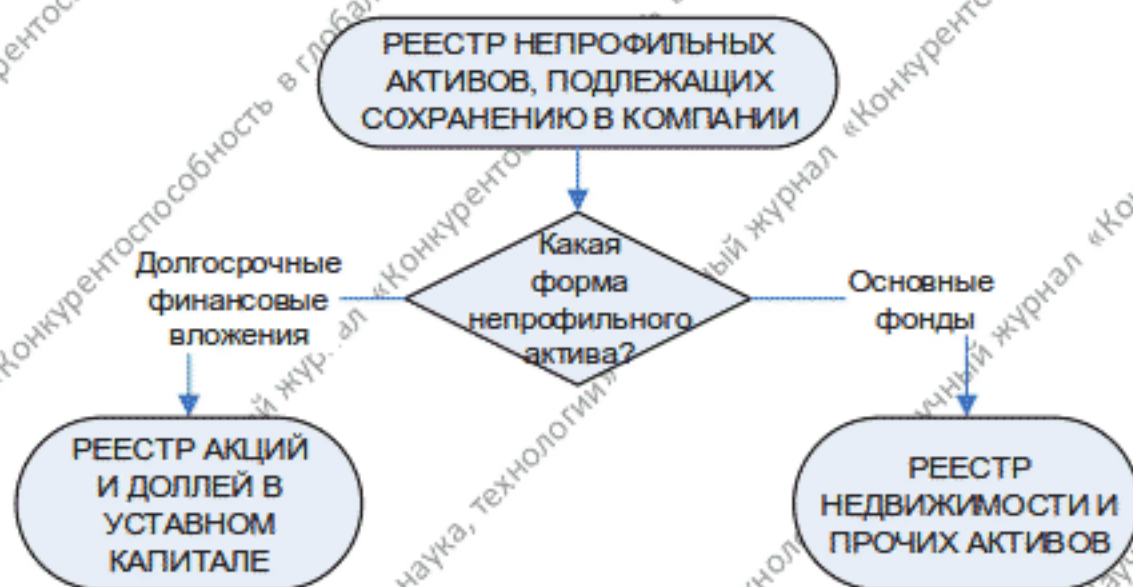 РЕЕСТР НЕПРОФИЛЬНЫХ
АКТИВОВ, ПОДЛЕЖАЩИХ
СОХРАНЕНИЮ В КОМПАНИИ
Какая
форма
непрофильного
актива?
Долгосрочные
финансовые
вложения
Основные
фонды
РЕЕСТР АКЦИЙ
И ДОЛЛЕЙ В
УСТАВНОМ
КАПИТАЛЕ
РЕЕСТР
НЕДВИЖИМОСТИ И
ПРОЧИХ АКТИВОВ